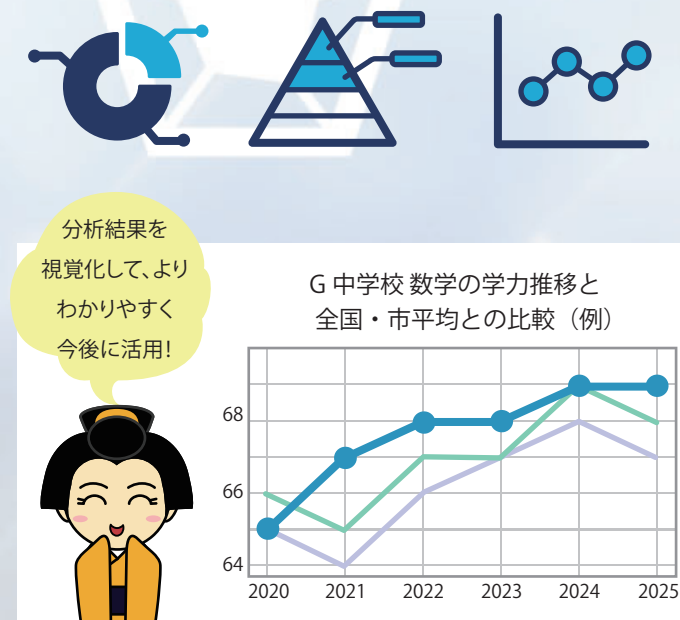 分析結果を
視覚化して、より
わかりやすく
今後に活用!
G 中学校 数学の学力推移と
全国・市平均との比較（例）
68
66
64
2020 2021 2022 2023 2024 2025